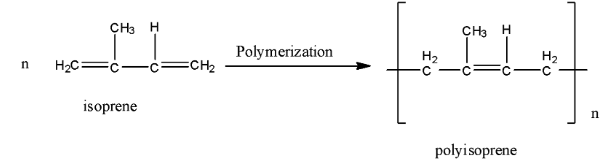 CH₃ H
n H₂C C C CH₂
isoprene
Polymerization
CH₃ H
H₂ H₂
C C C C
n
polyisoprene